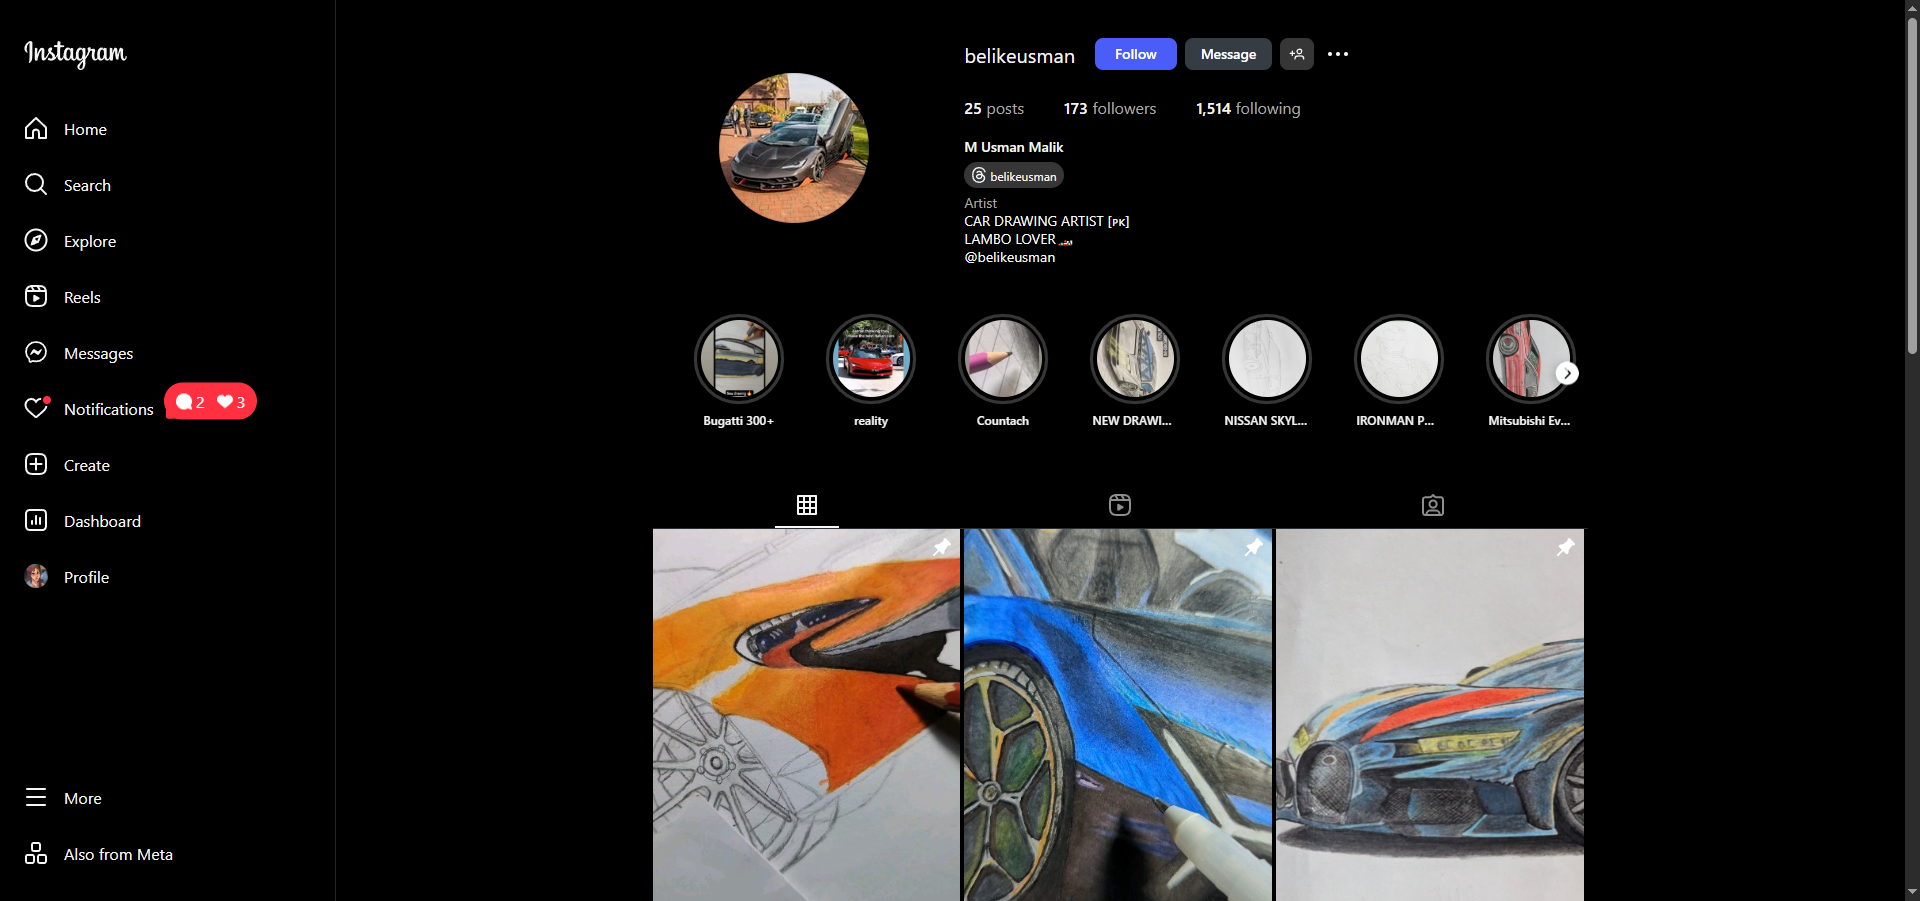 Instagram
Home
Search
Explore
Reels
Messages
Notifications
2 3
Create
Dashboard
Profile
More
Also from Meta
belikeusman
Follow
Message
25 posts
173 followers
1,514 following
M Usman Malik
belikeusman
Artist
CAR DRAWING ARTIST [PK]
LAMBO LOVER
@belikeusman
Bugatti 300+
reality
Countach
NEW DRAWI...
NISSAN SKYL...
IRONMAN P...
Mitsubishi Ev...